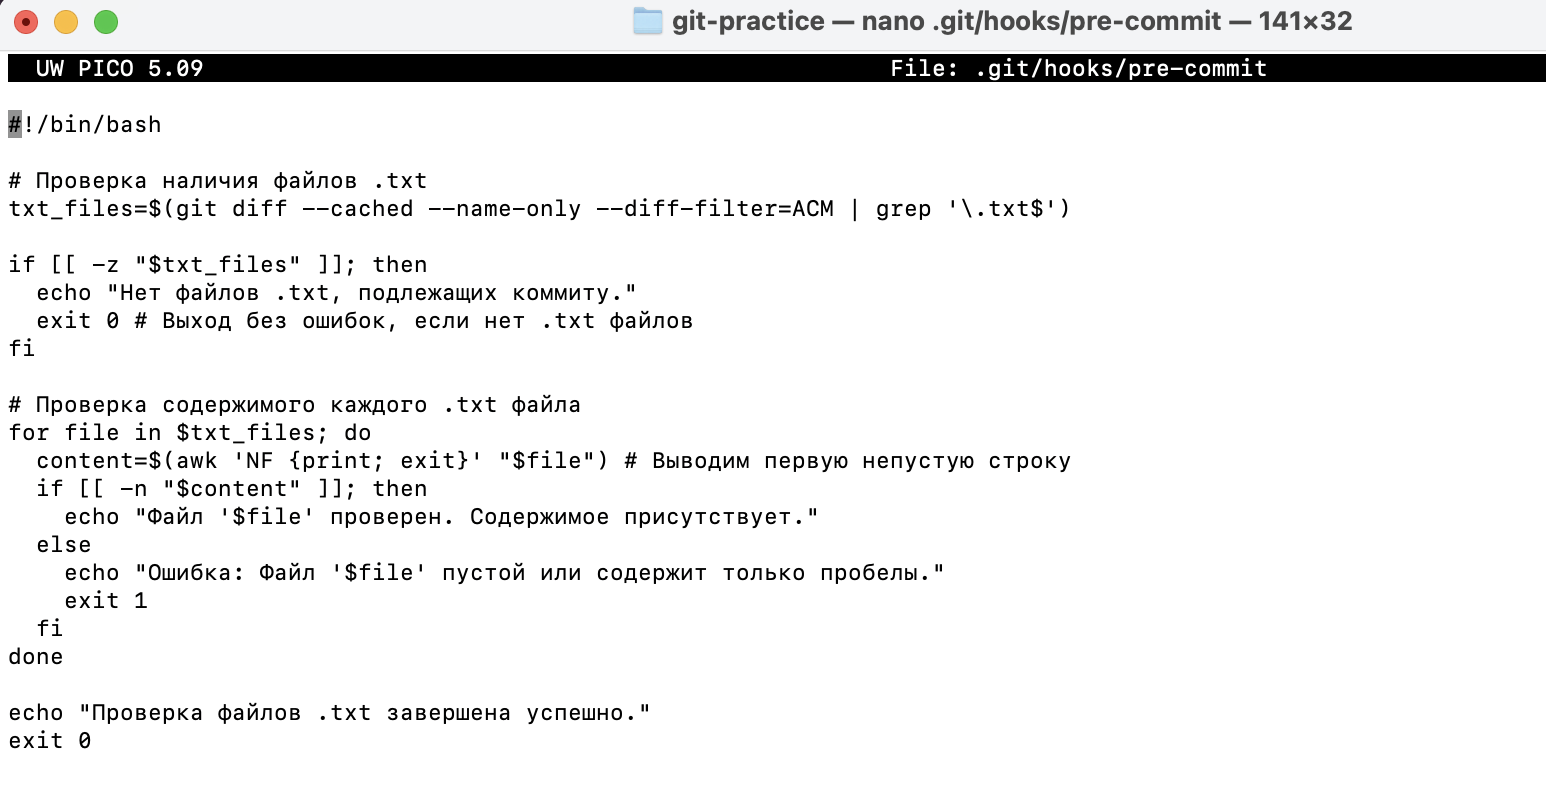 git-practice — nano .git/hooks/pre-commit — 141×32
UW PICO 5.09 File: .git/hooks/pre-commit
#!/bin/bash
# Проверка наличия файлов .txt
txt_files=$(git diff --cached --name-only --diff-filter=ACM | grep '\.txt$')
if [[ -z "$txt_files" ]]; then
  echo "Нет файлов .txt, подлежащих коммиту."
  exit 0 # Выход без ошибок, если нет .txt файлов
fi
# Проверка содержимого каждого .txt файла
for file in $txt_files; do
  content=$(awk 'NF {print; exit}' "$file") # Выводим первую непустую строку
  if [[ -n "$content" ]]; then
    echo "Файл '$file' проверен. Содержимое присутствует."
  else
    echo "Ошибка: Файл '$file' пустой или содержит только пробелы."
    exit 1
  fi
done
echo "Проверка файлов .txt завершена успешно."
exit 0